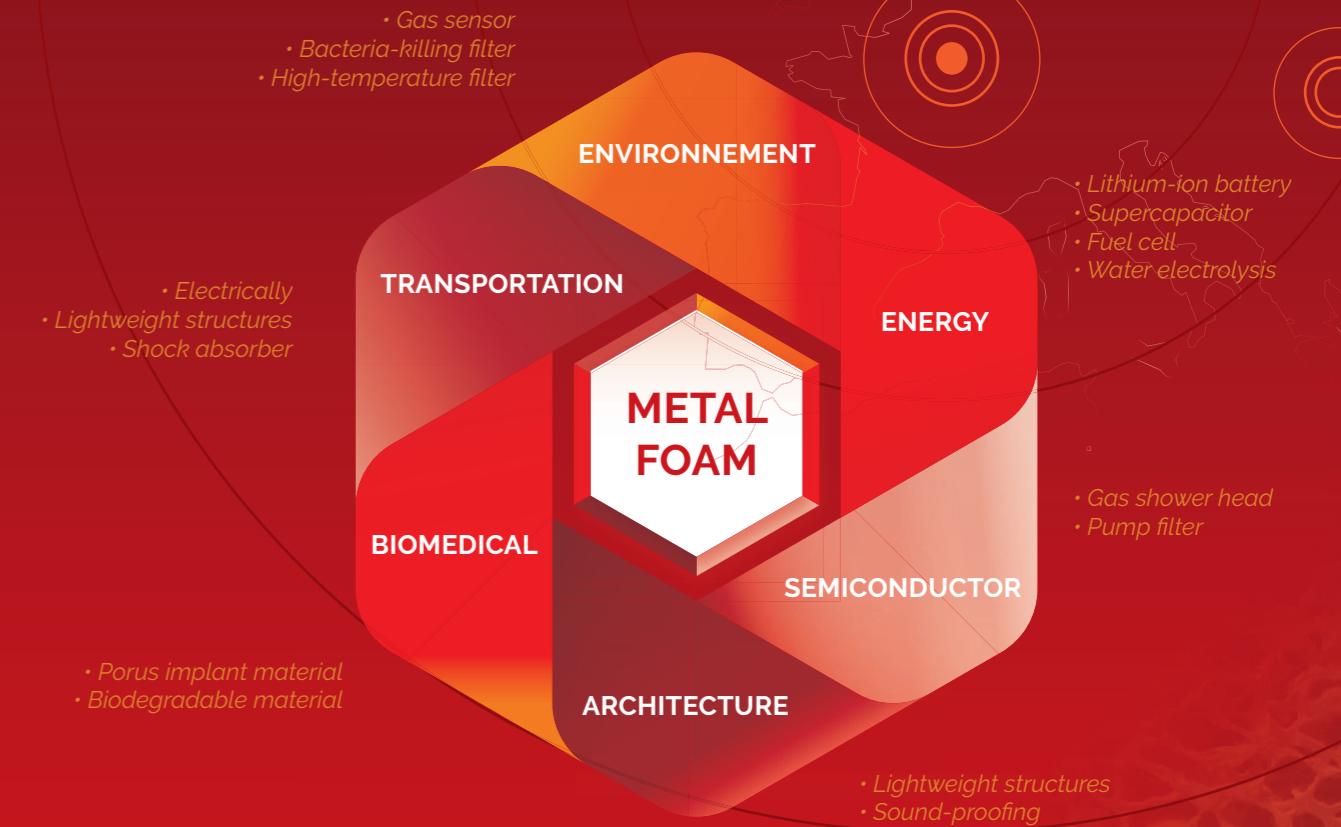 • Gas sensor
• Bacteria-killing filter
• High-temperature filter
ENVIRONNEMENT
• Lithium-ion battery
• Supercapacitor
• Fuel cell
• Water electrolysis
TRANSPORTATION
• Electrically
• Lightweight structures
• Shock absorber
ENERGY
METAL
FOAM
• Gas shower head
• Pump filter
BIOMEDICAL
SEMICONDUCTOR
• Porus implant material
• Biodegradable material
ARCHITECTURE
• Lightweight structures
• Sound-proofing